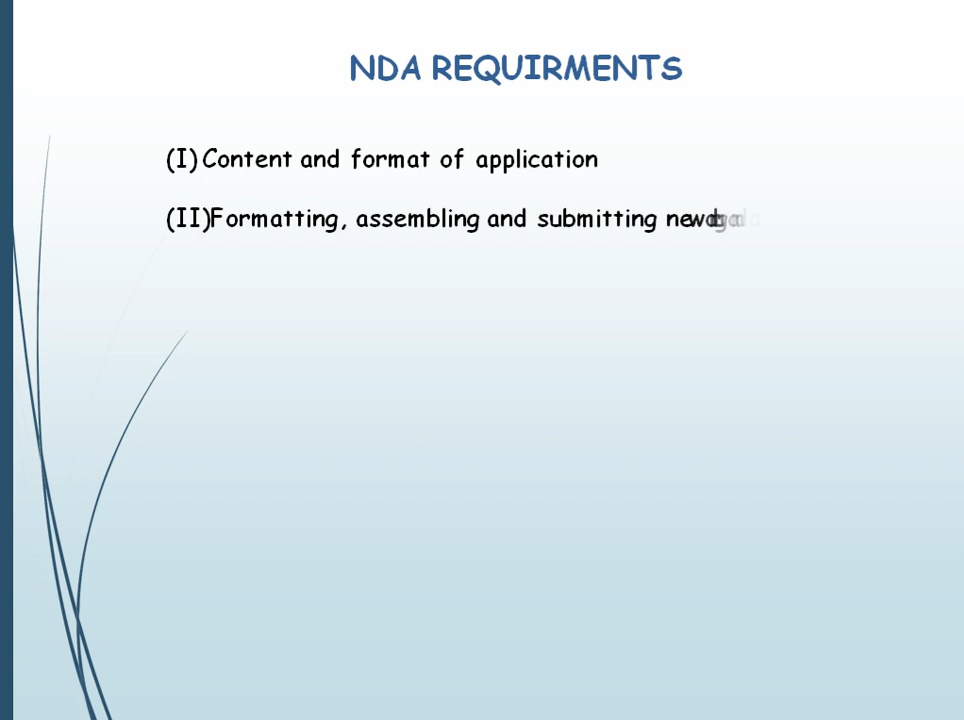 NDA REQUIRMENTS
(I) Content and format of application
(II)Formatting, assembling and submitting new